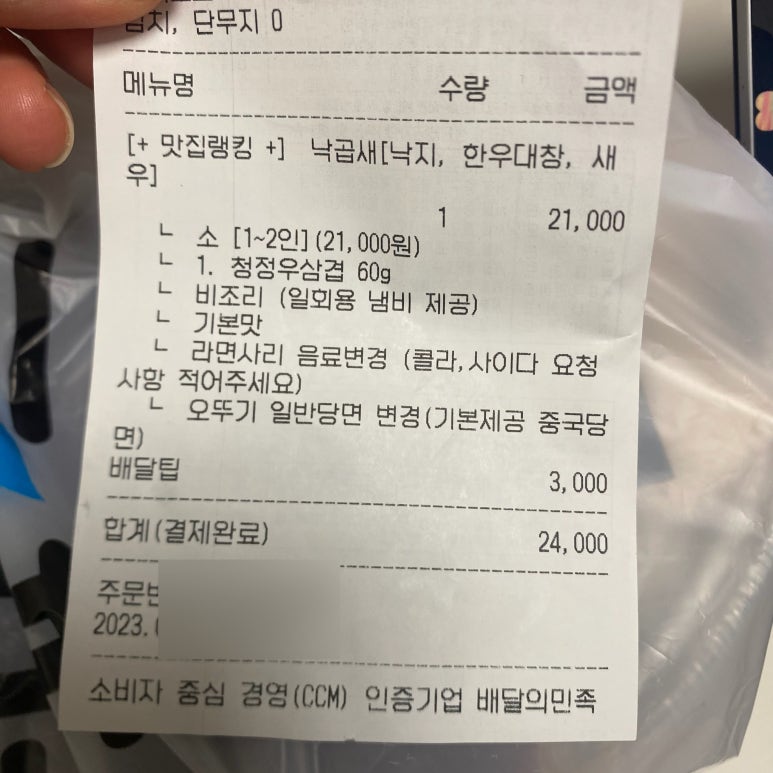 김치, 단무지 0
메뉴명 수량 금액
[+ 맛집랭킹 +] 낙곱새[낙지, 한우대창, 새
우]
1 21,000
└ 소 [1~2인](21,000원)
└ 1. 청정우삼겹 60g
└ 비조리 (일회용 냄비 제공)
└ 기본맛
└ 라면사리 음료변경 (콜라,사이다 요청
사항 적어주세요)
└ 오뚜기 일반당면 변경(기본제공 중국당
면)
배달팁 3,000
합계(결제완료) 24,000
주문번
2023.
소비자 중심 경영(CCM) 인증기업 배달의민족